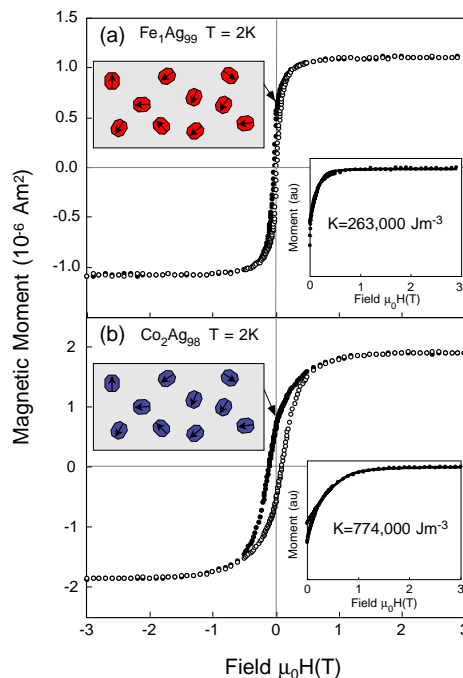 (a) Fe₁Ag₉₉ T = 2K
1.0
0.5
0.0
-0.5
-1.0
Moment (au)
K=263,000 Jm⁻³
0 1 2 3
Field μ₀H(T)
Magnetic Moment (10⁻⁶ Am²)
(b) Co₂Ag₉₈ T = 2K
2
1
0
-1
-2
Moment (au)
K=774,000 Jm⁻³
0 1 2 3
Field μ₀H(T)
-3 -2 -1 0 1 2 3
Field μ₀H(T)